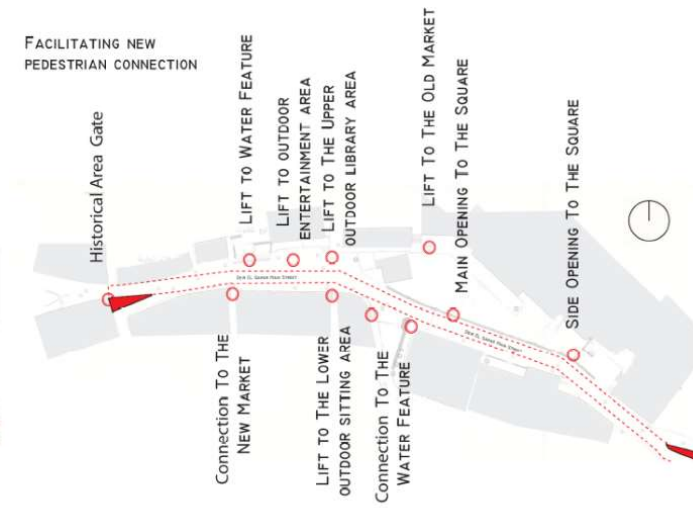 FACILITATING NEW
PEDESTRIAN CONNECTION
Historical Area Gate
LIFT TO WATER FEATURE
LIFT TO OUTDOOR
ENTERTAINMENT AREA
LIFT TO THE UPPER
OUTDOOR LIBRARY AREA
LIFT TO THE OLD MARKET
MAIN OPENING TO THE SQUARE
SIDE OPENING TO THE SQUARE
Connection To The
NEW MARKET
LIFT TO THE LOWER
OUTDOOR SITTING AREA
Connection To The
WATER FEATURE